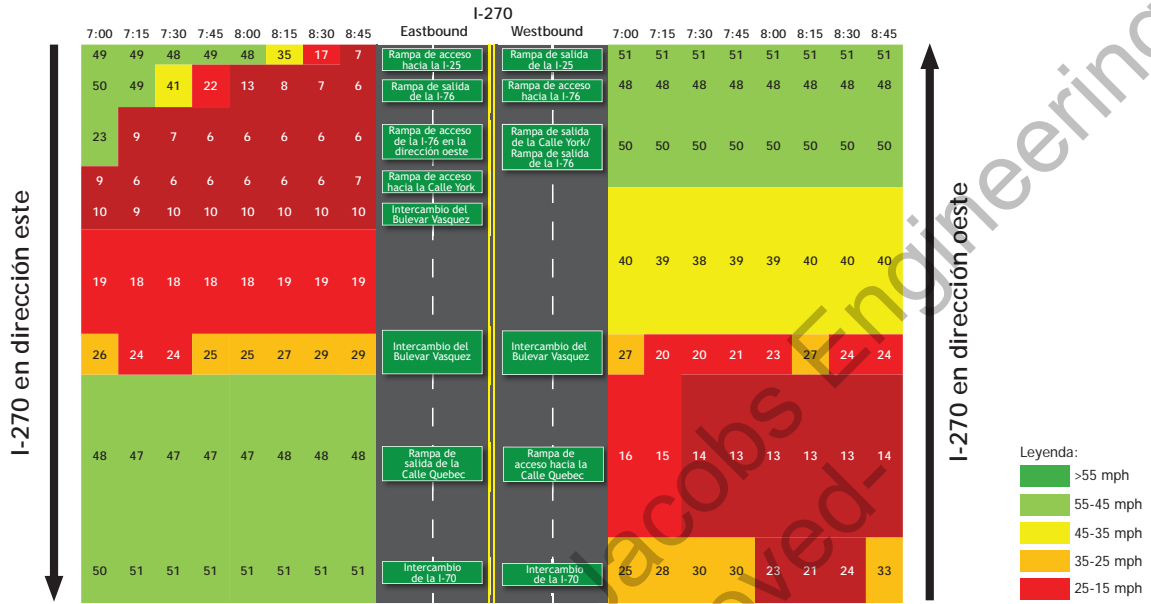 I-270
7:00 7:15 7:30 7:45 8:00 8:15 8:30 8:45 Eastbound Westbound 7:00 7:15 7:30 7:45 8:00 8:15 8:30 8:45
49 49 48 49 48 35 17 7
Rampa de acceso
hacia la I-25
Rampa de salida
de la I-25
51 51 51 51 51 51 51 51
50 49 41 22 13 8 7 6
Rampa de salida
de la I-76
Rampa de acceso
hacia la I-76
48 48 48 48 48 48 48 48
23 9 7 6 6 6 6 6
Rampa de acceso
de la I-76 en la
dirección oeste
Rampa de salida
de la Calle York/
Rampa de salida
de la I-76
50 50 50 50 50 50 50 50
9 6 6 6 6 6 6 7
Rampa de acceso
hacia la Calle York
10 9 10 10 10 10 10 10
Intercambio del
Bulevar Vasquez
19 18 18 18 18 19 19 19
40 39 38 39 39 40 40 40
26 24 24 25 25 27 29 29
Intercambio del
Bulevar Vasquez
Intercambio del
Bulevar Vasquez
27 20 20 21 23 27 24 24
48 47 47 47 47 48 48 48
Rampa de
salida de la
Calle Quebec
Rampa de
acceso hacia la
Calle Quebec
16 15 14 13 13 13 13 14
50 51 51 51 51 51 51 51
Intercambio
de la I-70
Intercambio
de la I-70
25 28 30 30 23 21 24 33
I-270 en dirección este
I-270 en dirección oeste
Leyenda:
>55 mph
55-45 mph
45-35 mph
35-25 mph
25-15 mph
Jacobs Engineering